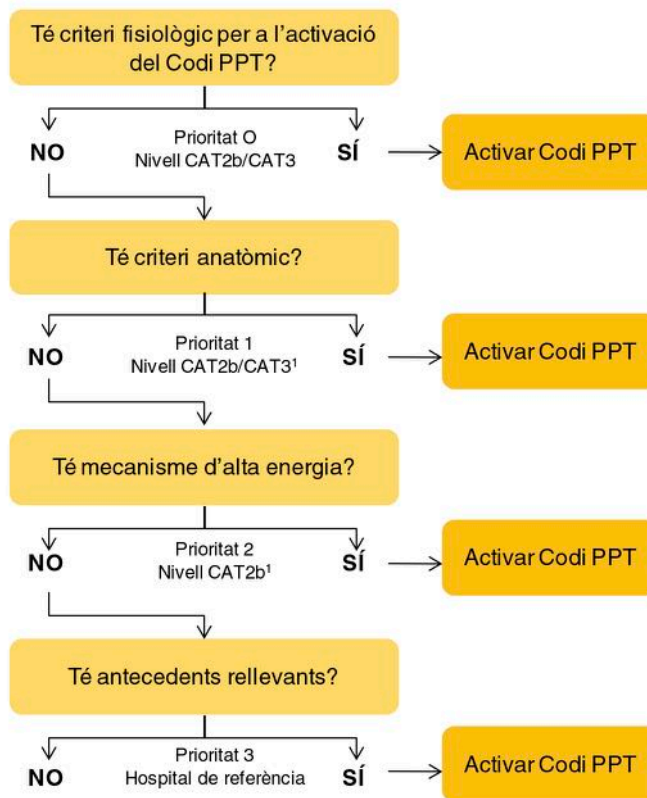 Té criteri fisiològic per a l’activació
del Codi PPT?
NO
Prioritat O
Nivell CAT2b/CAT3
SÍ
Activar Codi PPT
Té criteri anatòmic?
NO
Prioritat 1
Nivell CAT2b/CAT3¹
SÍ
Activar Codi PPT
Té mecanisme d’alta energia?
NO
Prioritat 2
Nivell CAT2b¹
SÍ
Activar Codi PPT
Té antecedents rellevants?
NO
Prioritat 3
Hospital de referència
SÍ
Activar Codi PPT